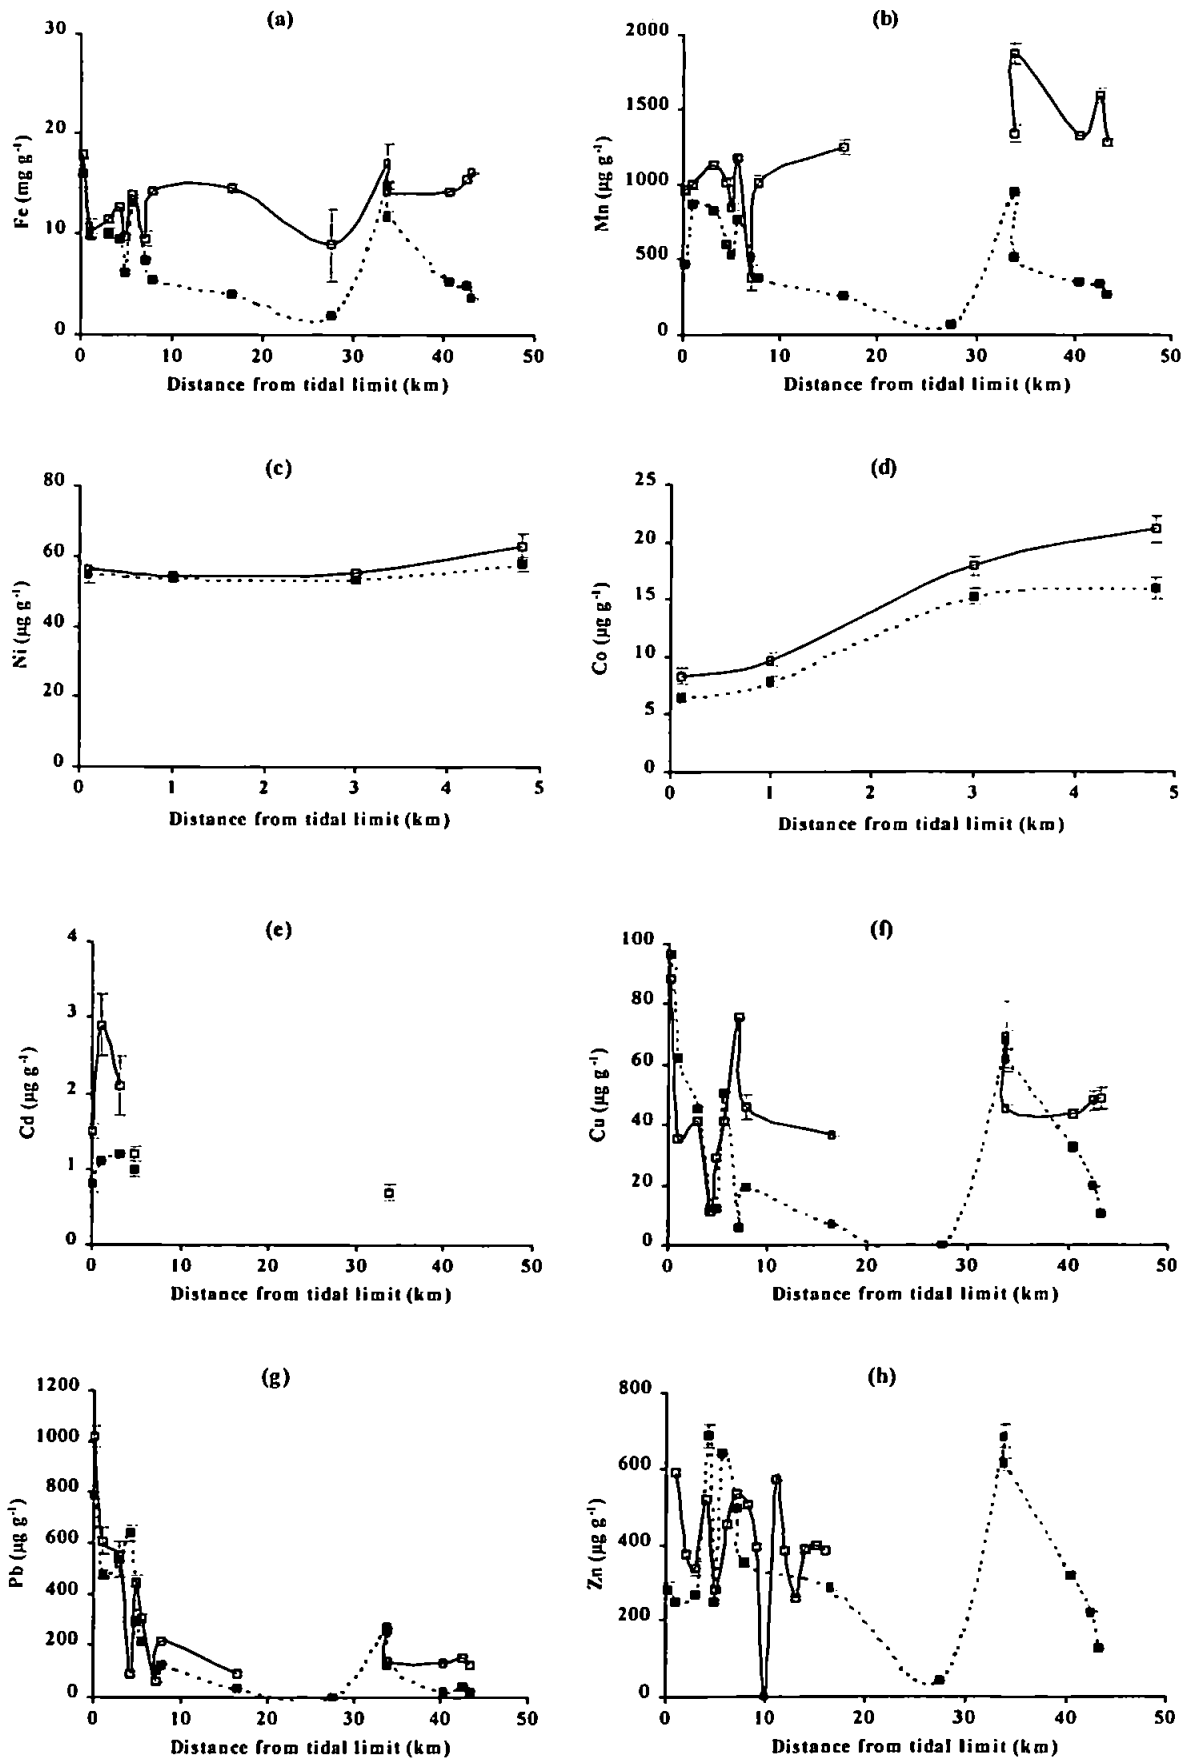 (a)
30
20
10
0
Fe (mg g⁻¹)
0 10 20 30 40 50
Distance from tidal limit (km)
(b)
2000
1500
1000
500
0
Mn (µg g⁻¹)
0 10 20 30 40 50
Distance from tidal limit (km)
(c)
80
60
40
20
0
Ni (µg g⁻¹)
0 1 2 3 4 5
Distance from tidal limit (km)
(d)
25
20
15
10
5
0
Co (µg g⁻¹)
0 1 2 3 4 5
Distance from tidal limit (km)
(e)
4
3
2
1
0
Cd (µg g⁻¹)
0 10 20 30 40 50
Distance from tidal limit (km)
(f)
100
80
60
40
20
0
Cu (µg g⁻¹)
0 10 20 30 40 50
Distance from tidal limit (km)
(g)
1200
1000
800
600
400
200
0
Pb (µg g⁻¹)
0 10 20 30 40 50
Distance from tidal limit (km)
(h)
800
600
400
200
0
Zn (µg g⁻¹)
0 10 20 30 40 50
Distance from tidal limit (km)